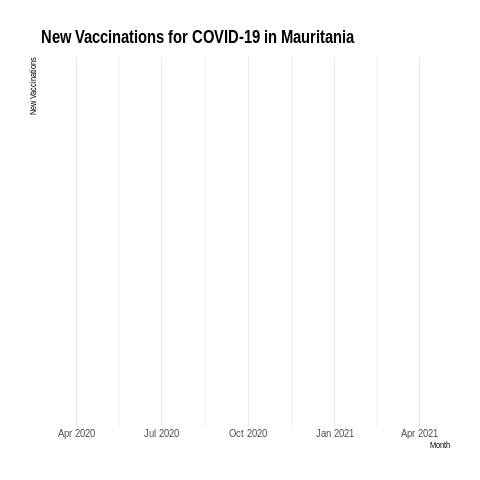 New Vaccinations for COVID-19 in Mauritania
New Vaccinations
Apr 2020
Jul 2020
Oct 2020
Jan 2021
Apr 2021
Month